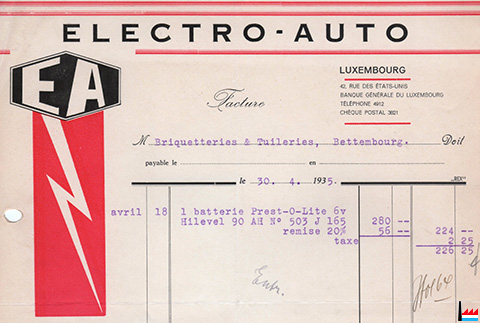 ELECTRO-AUTO
EA
LUXEMBOURG
42, RUE DES ÉTATS-UNIS
BANQUE GÉNÉRALE DU LUXEMBOURG
TÉLÉPHONE 4912
CHÈQUE POSTAL 3821
Facture
M Briquetteries & Tuileries, Bettembourg. Doit
payable le en
le 30. 4. 1935.
avril 18 1 batterie Prest-O-Lite 6v
Hilevel 90 AH No 503 J 165 280 --
remise 20% 56 -- 224 --
taxe 2 25
226 25